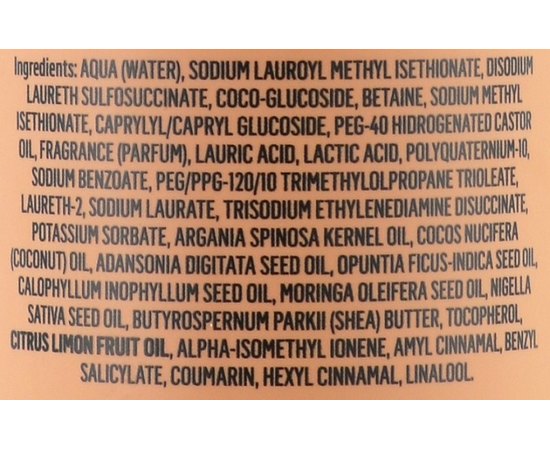 Ingredients: AQUA (WATER), SODIUM LAUROYL METHYL ISETHIONATE, DISODIUM
LAURETH SULFOSUCCINATE, COCO-GLUCOSIDE, BETAINE, SODIUM METHYL
ISETHIONATE, CAPRYLYL/CAPRYL GLUCOSIDE, PEG-40 HIDROGENATED CASTOR
OIL, FRAGRANCE (PARFUM), LAURIC ACID, LACTIC ACID, POLYQUATERNIUM-10,
SODIUM BENZOATE, PEG/PPG-120/10 TRIMETHYLOLPROPANE TRIOLEATE,
LAURETH-2, SODIUM LAURATE, TRISODIUM ETHYLENEDIAMINE DISUCCINATE,
POTASSIUM SORBATE, ARGANIA SPINOSA KERNEL OIL, COCOS NUCIFERA
(COCONUT) OIL, ADANSONIA DIGITATA SEED OIL, OPUNTIA FICUS-INDICA SEED OIL,
CALOPHYLLUM INOPHYLLUM SEED OIL, MORINGA OLEIFERA SEED OIL, NIGELLA
SATIVA SEED OIL, BUTYROSPERNUM PARKII (SHEA) BUTTER, TOCOPHEROL,
CITRUS LIMON FRUIT OIL, ALPHA-ISOMETHYL IONENE, AMYL CINNAMAL, BENZYL
SALICYLATE, COUMARIN, HEXYL CINNAMAL, LINALOOL.